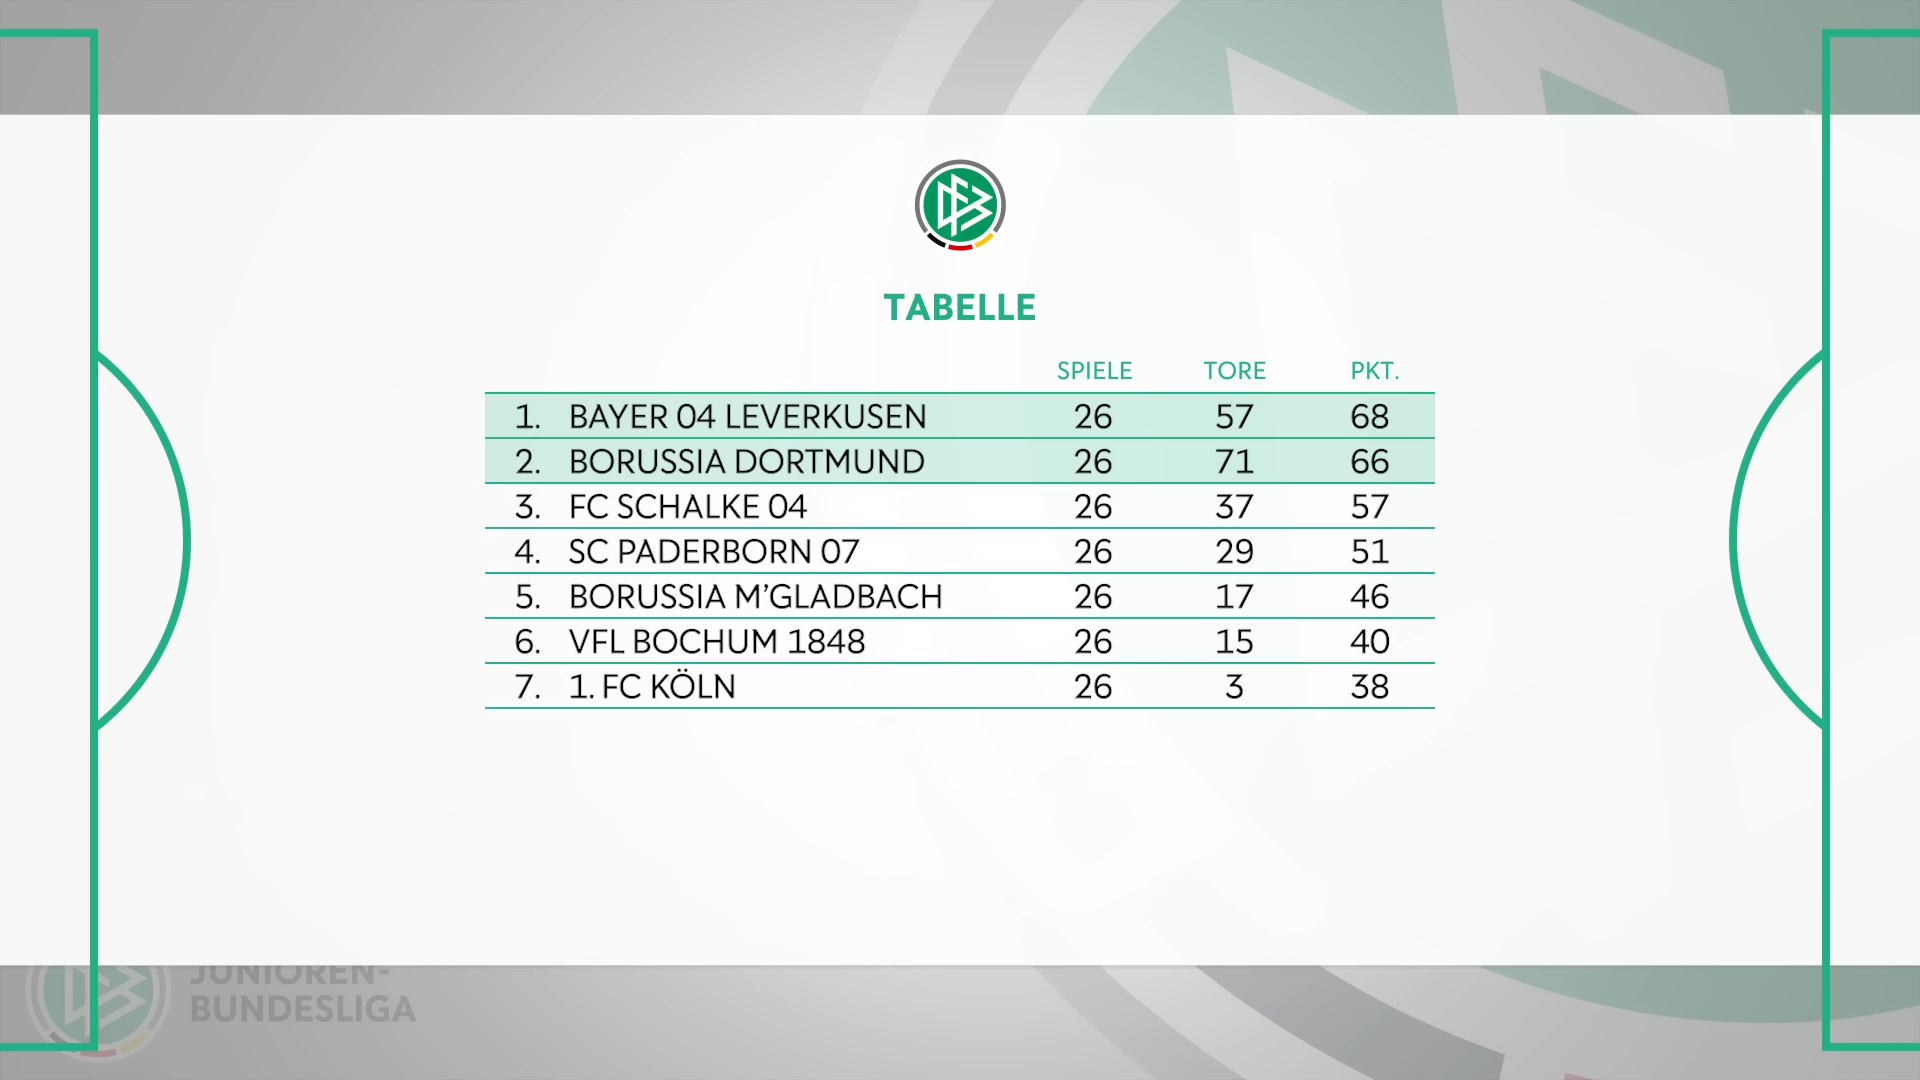 TABELLE
SPIELE TORE PKT.
1. BAYER 04 LEVERKUSEN 26 57 68
2. BORUSSIA DORTMUND 26 71 66
3. FC SCHALKE 04 26 37 57
4. SC PADERBORN 07 26 29 51
5. BORUSSIA M’GLADBACH 26 17 46
6. VFL BOCHUM 1848 26 15 40
7. 1. FC KÖLN 26 3 38
JUNIOREN-
BUNDESLIGA